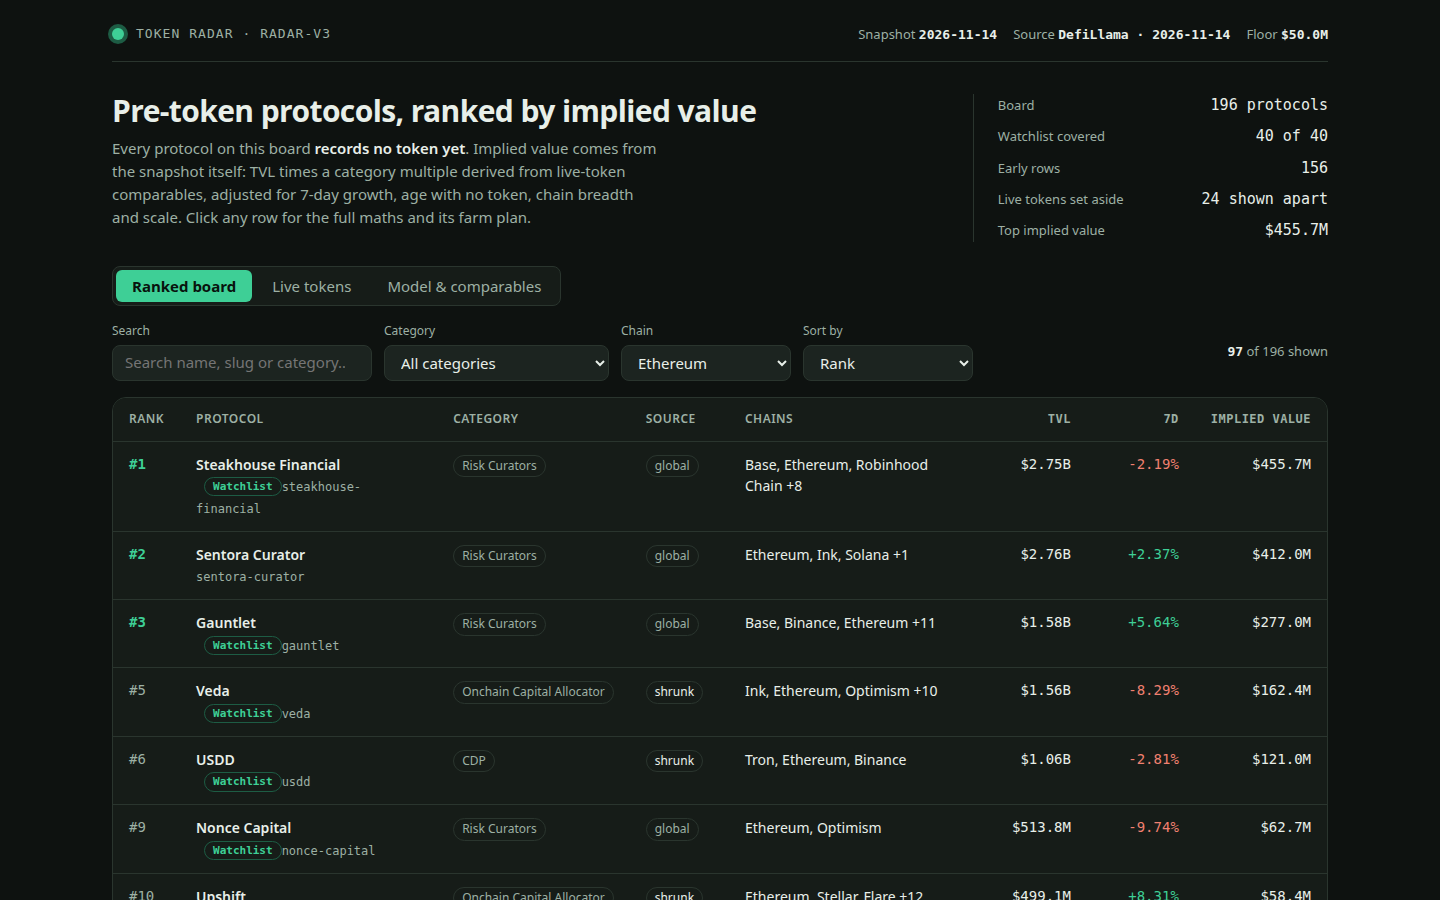 TOKEN RADAR · RADAR-V3
Snapshot 2026-11-14 Source DefiLlama · 2026-11-14 Floor $50.0M
Pre-token protocols, ranked by implied value
Every protocol on this board records no token yet. Implied value comes from
the snapshot itself: TVL times a category multiple derived from live-token
comparables, adjusted for 7-day growth, age with no token, chain breadth
and scale. Click any row for the full maths and its farm plan.
Board 196 protocols
Watchlist covered 40 of 40
Early rows 156
Live tokens set aside 24 shown apart
Top implied value $455.7M
Ranked board Live tokens Model & comparables
Search Category Chain Sort by
Search name, slug or category.. All categories Ethereum Rank
97 of 196 shown
RANK PROTOCOL CATEGORY SOURCE CHAINS TVL 7D IMPLIED VALUE
#1 Steakhouse Financial Risk Curators global Base, Ethereum, Robinhood $2.75B -2.19% $455.7M
Watchlist steakhouse- Chain +8
financial
#2 Sentora Curator Risk Curators global Ethereum, Ink, Solana +1 $2.76B +2.37% $412.0M
sentora-curator
#3 Gauntlet Risk Curators global Base, Binance, Ethereum +11 $1.58B +5.64% $277.0M
Watchlist gauntlet
#5 Veda Onchain Capital Allocator shrunk Ink, Ethereum, Optimism +10 $1.56B -8.29% $162.4M
Watchlist veda
#6 USDD CDP shrunk Tron, Ethereum, Binance $1.06B -2.81% $121.0M
Watchlist usdd
#9 Nonce Capital Risk Curators global Ethereum, Optimism $513.8M -9.74% $62.7M
Watchlist nonce-capital
#10 Upshift Onchain Capital Allocator shrunk Ethereum, Stellar, Flare +12 $499.1M +8.31% $58.4M